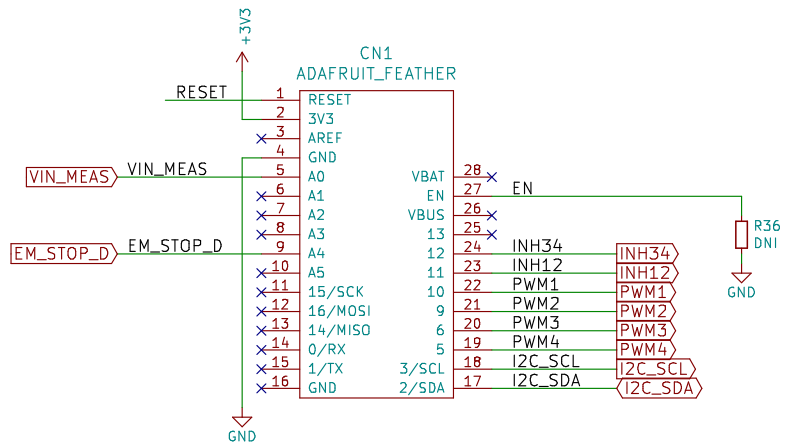 +3V3
CN1
ADAFRUIT_FEATHER
RESET 1 RESET
2 3V3
3 AREF
4 GND
VIN_MEAS VIN_MEAS 5 A0 VBAT 28
6 A1 EN 27 EN
7 A2 VBUS 26
8 A3 13 25
EM_STOP_D EM_STOP_D 9 A4 12 24 INH34 INH34
10 A5 11 23 INH12 INH12
11 15/SCK 10 22 PWM1 PWM1
12 16/MOSI 9 21 PWM2 PWM2
13 14/MISO 6 20 PWM3 PWM3
14 0/RX 5 19 PWM4 PWM4
15 1/TX 3/SCL 18 I2C_SCL I2C_SCL
16 GND 2/SDA 17 I2C_SDA I2C_SDA
R36
DNI
GND
GND